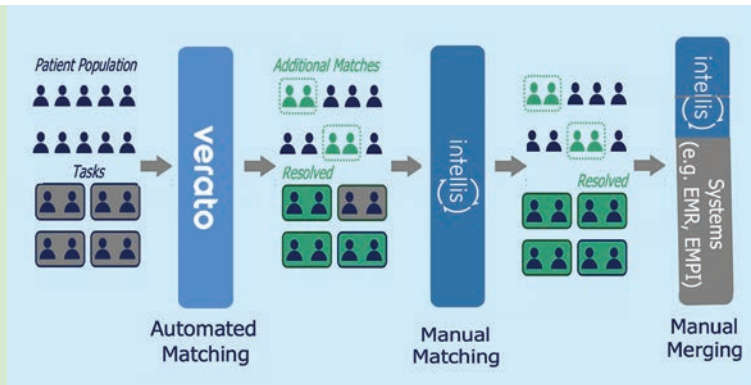 Patient Population
Tasks
verato
Automated
Matching
Additional Matches
Resolved
intellis
Manual
Matching
Resolved
intellis
Systems
(e.g. EMR, EMPI)
Manual
Merging